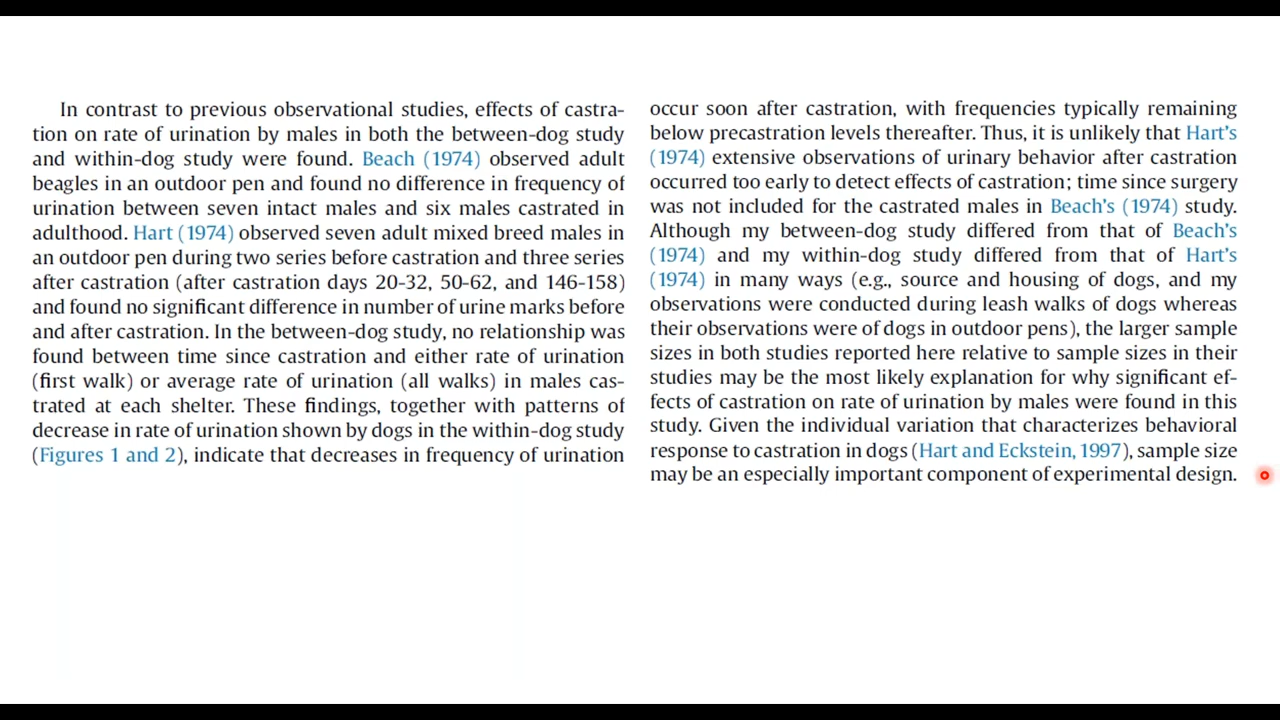 In contrast to previous observational studies, effects of castra-
tion on rate of urination by males in both the between-dog study
and within-dog study were found. Beach (1974) observed adult
beagles in an outdoor pen and found no difference in frequency of
urination between seven intact males and six males castrated in
adulthood. Hart (1974) observed seven adult mixed breed males in
an outdoor pen during two series before castration and three series
after castration (after castration days 20-32, 50-62, and 146-158)
and found no significant difference in number of urine marks before
and after castration. In the between-dog study, no relationship was
found between time since castration and either rate of urination
(first walk) or average rate of urination (all walks) in males cas-
trated at each shelter. These findings, together with patterns of
decrease in rate of urination shown by dogs in the within-dog study
(Figures 1 and 2), indicate that decreases in frequency of urination
occur soon after castration, with frequencies typically remaining
below precastration levels thereafter. Thus, it is unlikely that Hart's
(1974) extensive observations of urinary behavior after castration
occurred too early to detect effects of castration; time since surgery
was not included for the castrated males in Beach's (1974) study.
Although my between-dog study differed from that of Beach's
(1974) and my within-dog study differed from that of Hart's
(1974) in many ways (e.g., source and housing of dogs, and my
observations were conducted during leash walks of dogs whereas
their observations were of dogs in outdoor pens), the larger sample
sizes in both studies reported here relative to sample sizes in their
studies may be the most likely explanation for why significant ef-
fects of castration on rate of urination by males were found in this
study. Given the individual variation that characterizes behavioral
response to castration in dogs (Hart and Eckstein, 1997), sample size
may be an especially important component of experimental design.